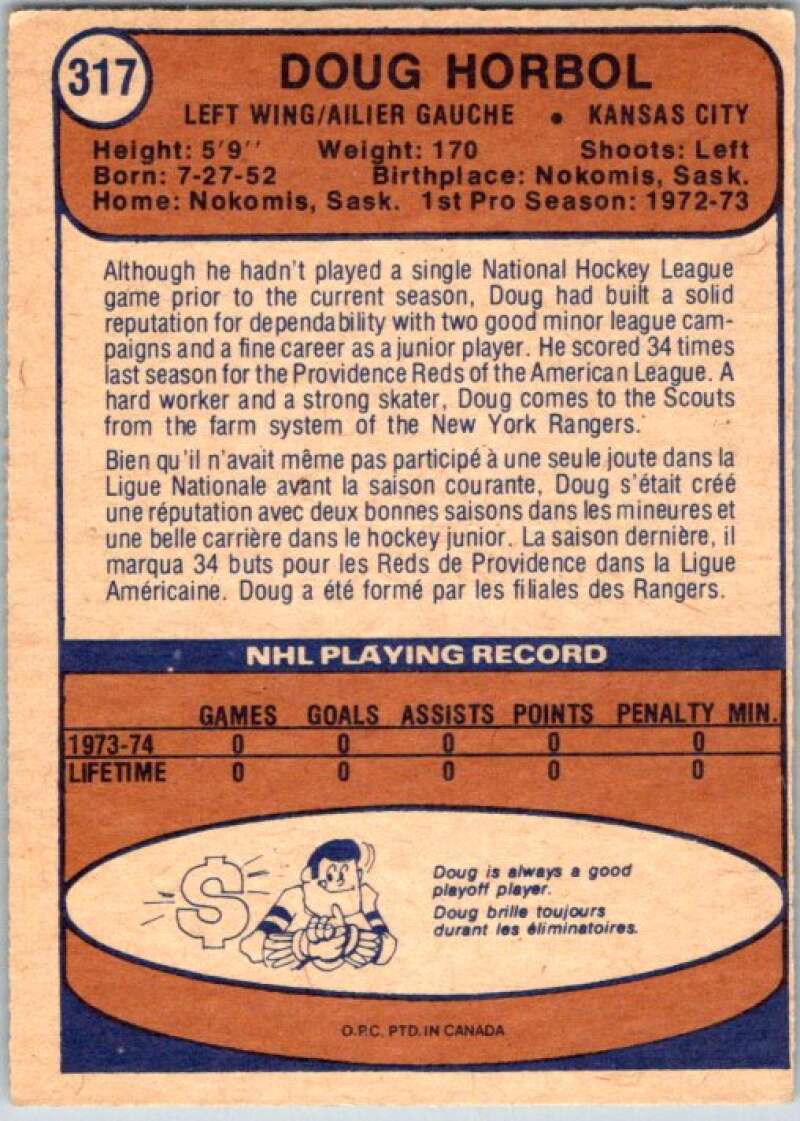 317
DOUG HORBOL
LEFT WING/AILIER GAUCHE • KANSAS CITY
Height: 5'9'' Weight: 170 Shoots: Left
Born: 7-27-52 Birthplace: Nokomis, Sask.
Home: Nokomis, Sask. 1st Pro Season: 1972-73
Although he hadn't played a single National Hockey League
game prior to the current season, Doug had built a solid
reputation for dependability with two good minor league cam-
paigns and a fine career as a junior player. He scored 34 times
last season for the Providence Reds of the American League. A
hard worker and a strong skater, Doug comes to the Scouts
from the farm system of the New York Rangers.
Bien qu'il n'avait même pas participé à une seule joute dans la
Ligue Nationale avant la saison courante, Doug s'était créé
une réputation avec deux bonnes saisons dans les mineures et
une belle carrière dans le hockey junior. La saison dernière, il
marqua 34 buts pour les Reds de Providence dans la Ligue
Américaine. Doug a été formé par les filiales des Rangers.
NHL PLAYING RECORD
GAMES GOALS ASSISTS POINTS PENALTY MIN.
1973-74 0 0 0 0 0
LIFETIME 0 0 0 0 0
$
Doug is always a good
playoff player.
Doug brille toujours
durant les éliminatoires.
O.P.C. PTD. IN CANADA